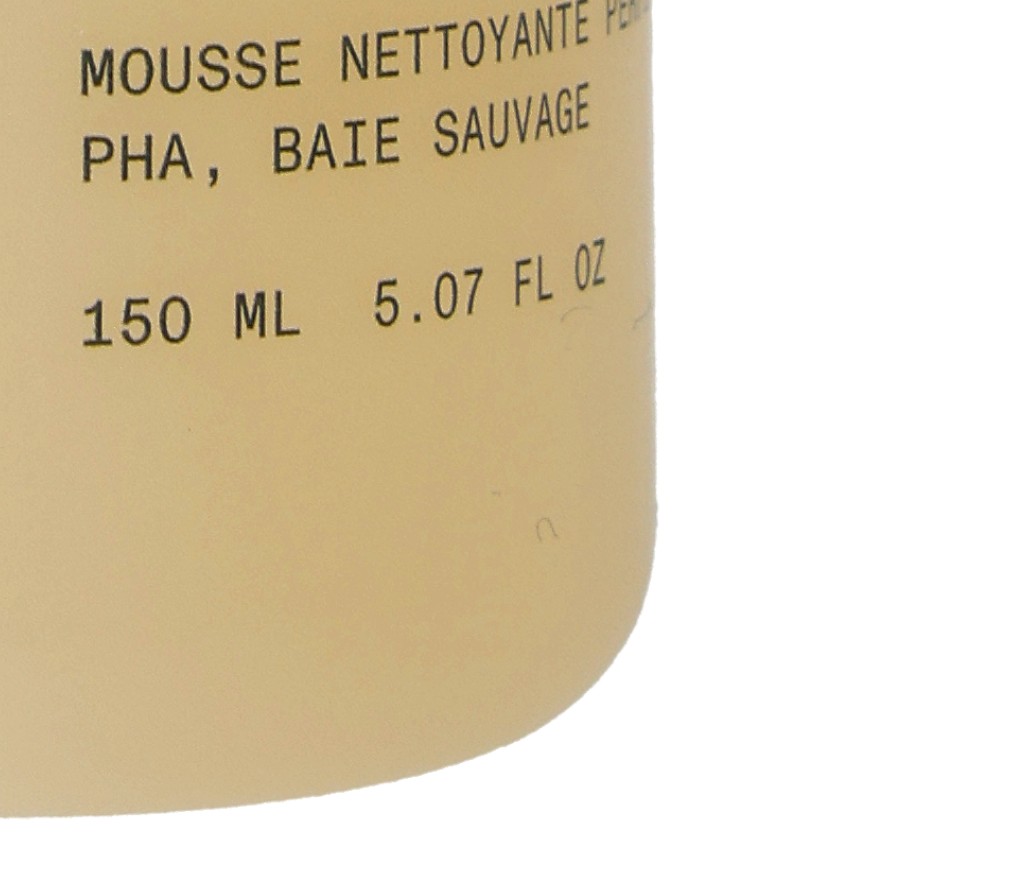 MOUSSE NETTOYANTE
PHA, BAIE SAUVAGE
150 ML 5.07 FL OZ